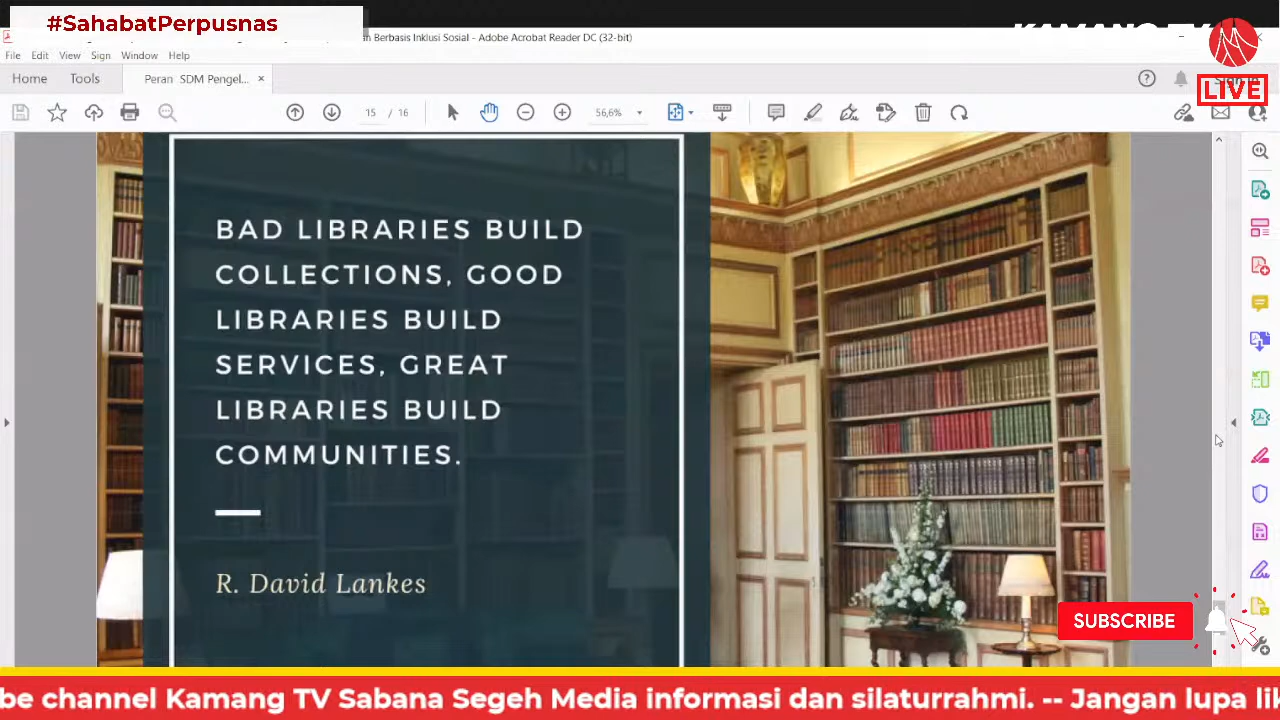 #SahabatPerpusnas
KAMANG TV
Berbasis Inklusi Sosial - Adobe Acrobat Reader DC (32-bit)
File Edit View Sign Window Help
LIVE
Home Tools Peran SDM Pengel... ×
15 / 16 56,6%
BAD LIBRARIES BUILD
COLLECTIONS, GOOD
LIBRARIES BUILD
SERVICES, GREAT
LIBRARIES BUILD
COMMUNITIES.
R. David Lankes
SUBSCRIBE
be channel Kamang TV Sabana Segeh Media informasi dan silaturrahmi. -- Jangan lupa lik